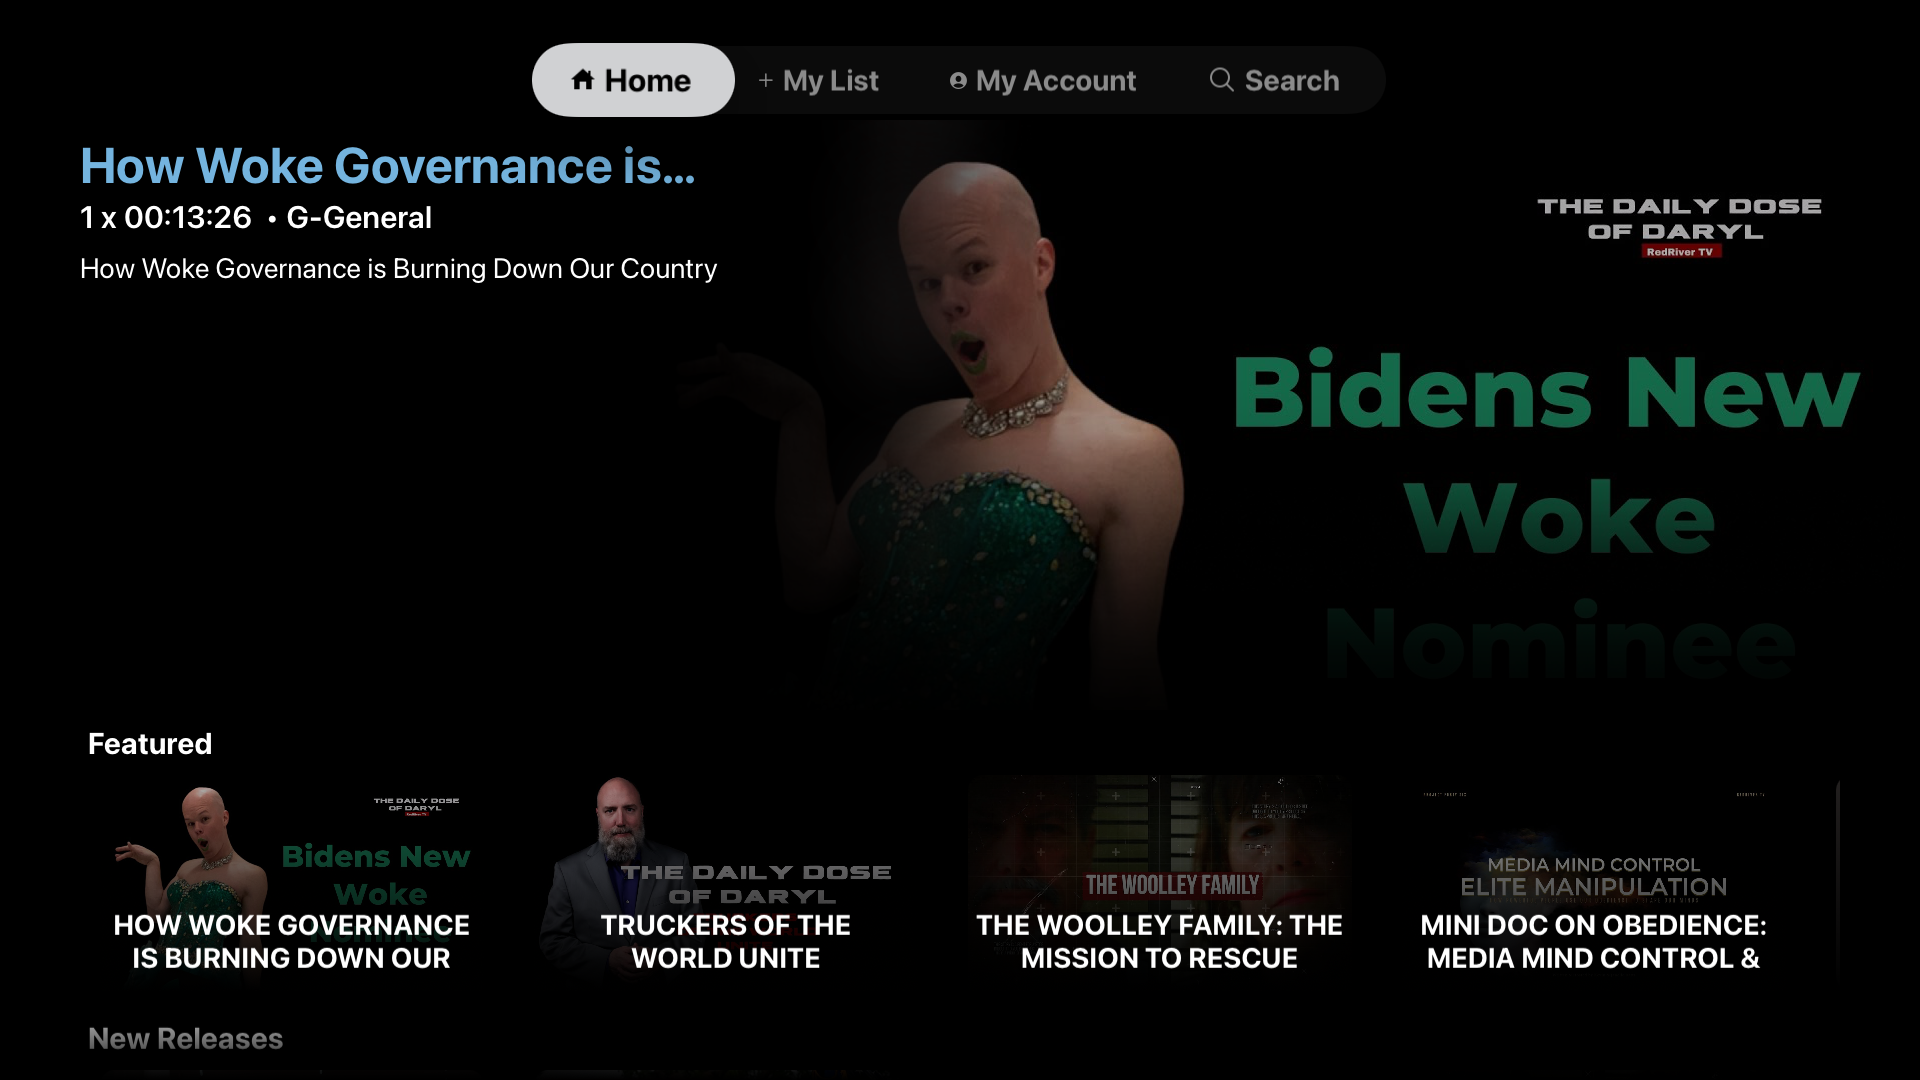 Home
My List
My Account
Search
How Woke Governance is...
1 x 00:13:26 • G-General
How Woke Governance is Burning Down Our Country
THE DAILY DOSE
OF DARYL
RedRiver TV
Bidens New
Woke
Nominee
Featured
THE DAILY DOSE
OF DARYL
Bidens New
Woke
HOW WOKE GOVERNANCE
IS BURNING DOWN OUR
THE DAILY DOSE
OF DARYL
TRUCKERS OF THE
WORLD UNITE
THE WOOLLEY FAMILY
THE WOOLLEY FAMILY: THE
MISSION TO RESCUE
MEDIA MIND CONTROL
ELITE MANIPULATION
MINI DOC ON OBEDIENCE:
MEDIA MIND CONTROL &
New Releases